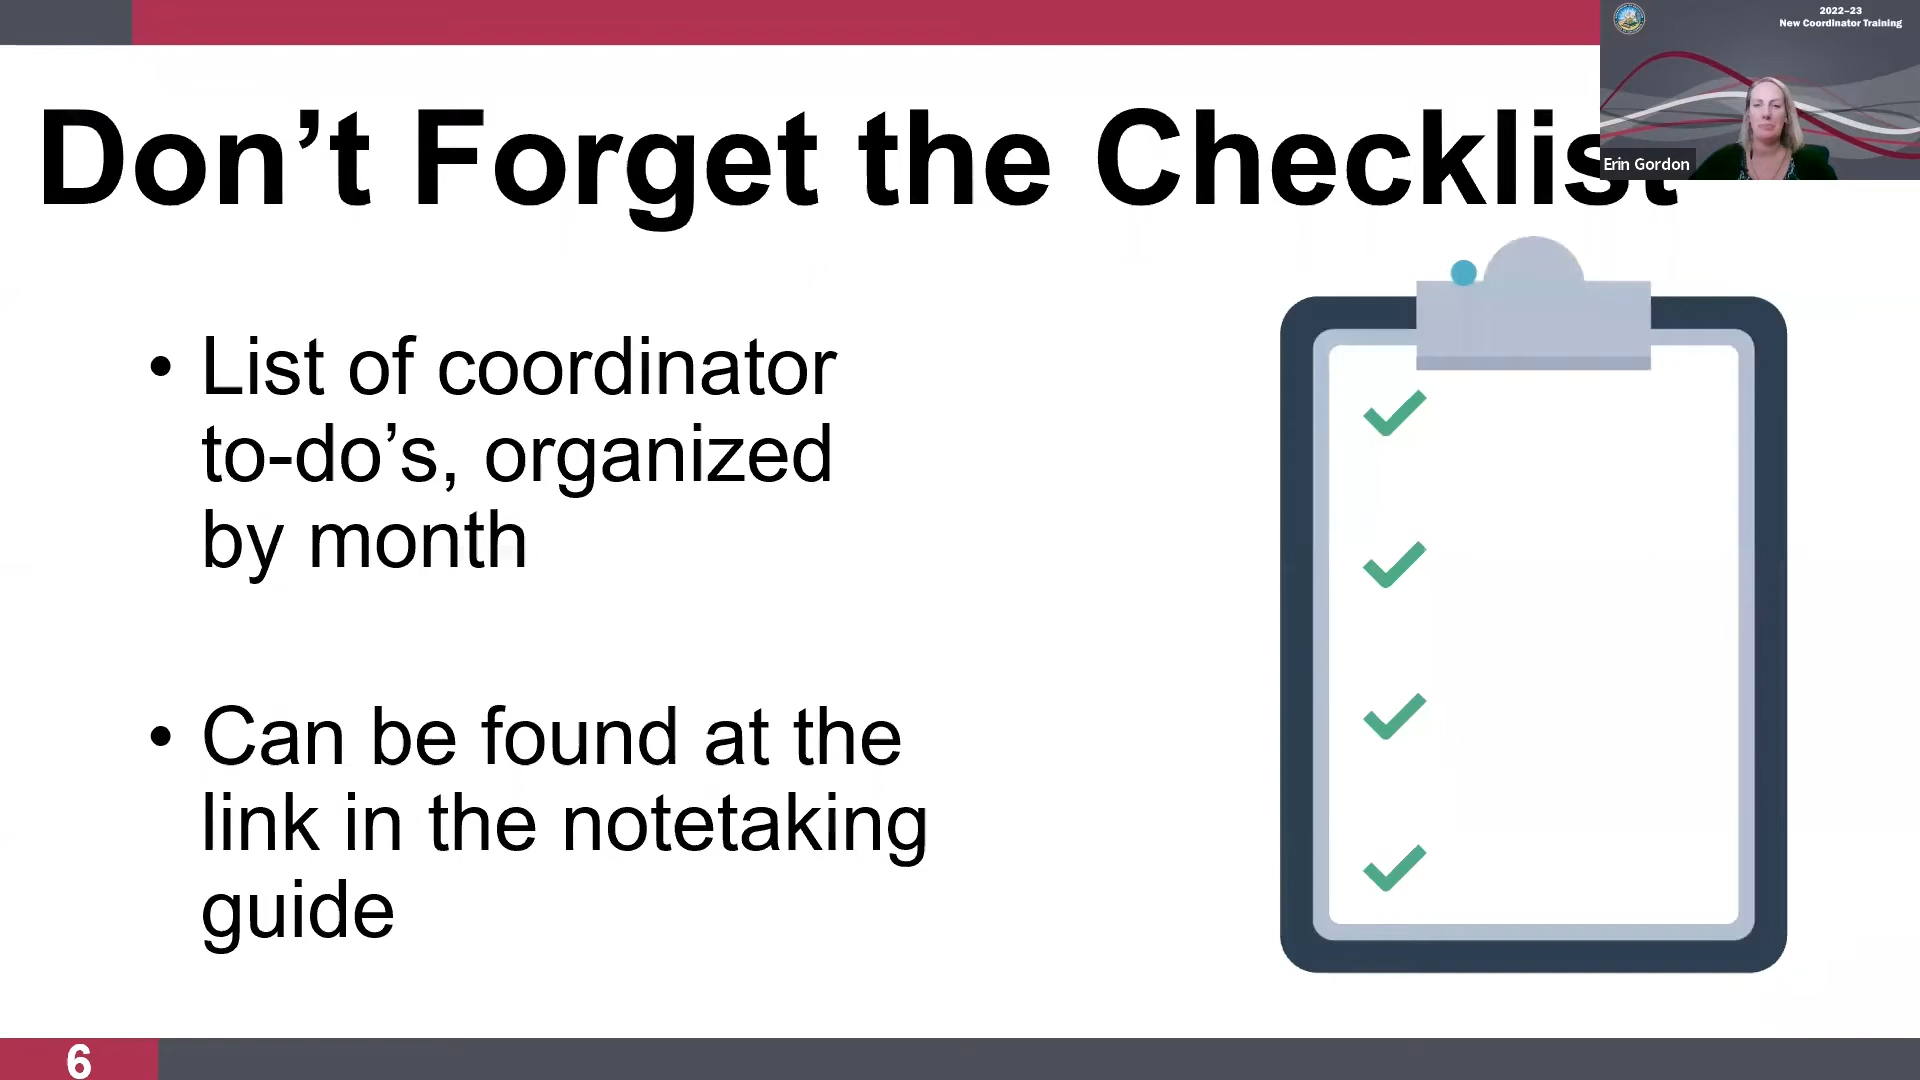 2022–23
New Coordinator Training
Don’t Forget the Checklist
Erin Gordon
• List of coordinator
to-do’s, organized
by month
• Can be found at the
link in the notetaking
guide
6